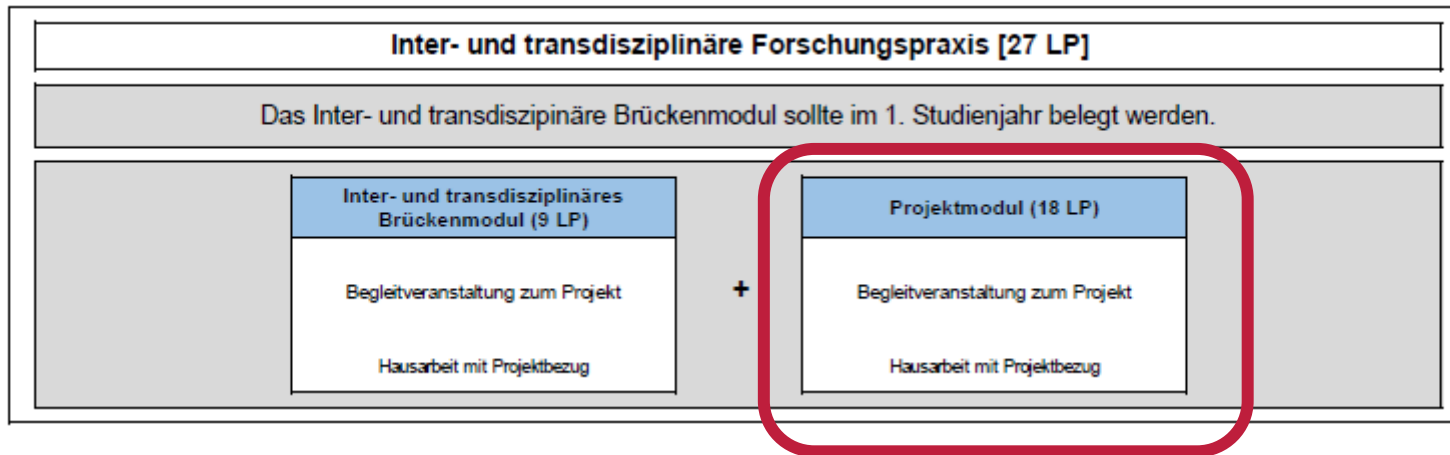 Inter- und transdisziplinäre Forschungspraxis [27 LP]
Das Inter- und transdiszipinäre Brückenmodul sollte im 1. Studienjahr belegt werden.
Inter- und transdisziplinäres
Brückenmodul (9 LP)
Begleitveranstaltung zum Projekt
Hausarbeit mit Projektbezug
+
Projektmodul (18 LP)
Begleitveranstaltung zum Projekt
Hausarbeit mit Projektbezug